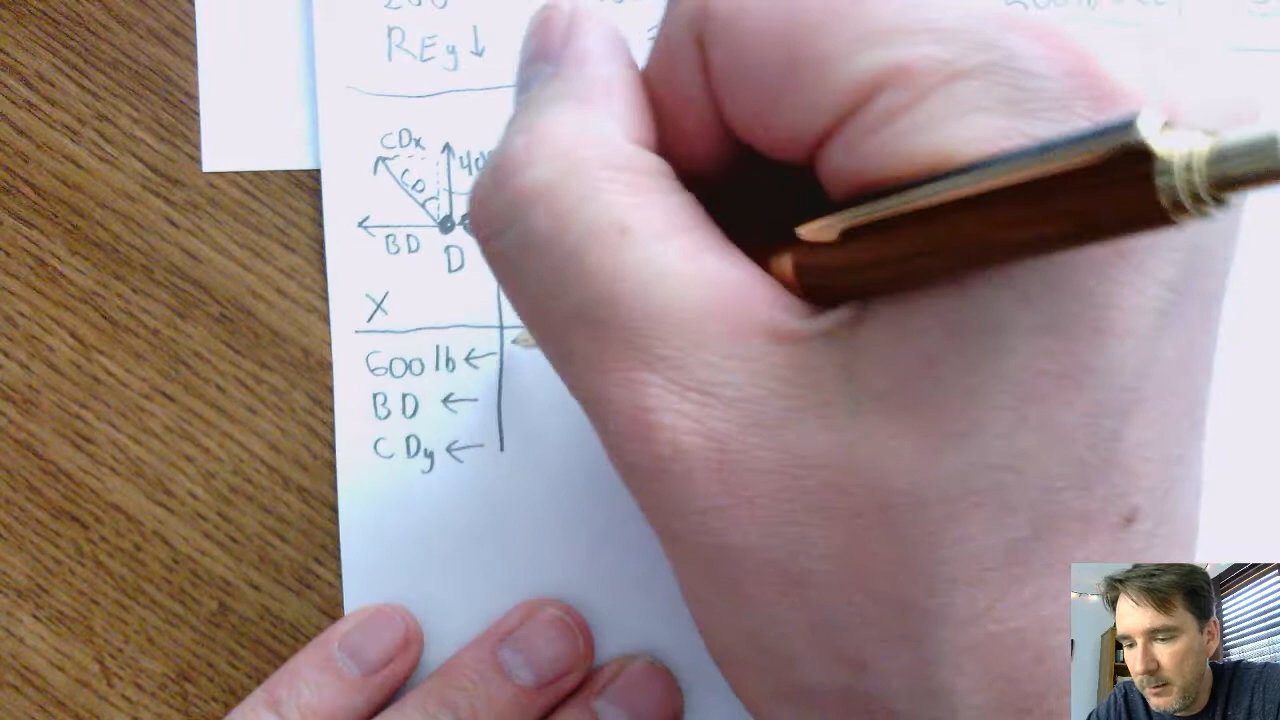 REy ↓
CDx
CD
BD
D
X
600 lb ←
BD ←
CDy ←